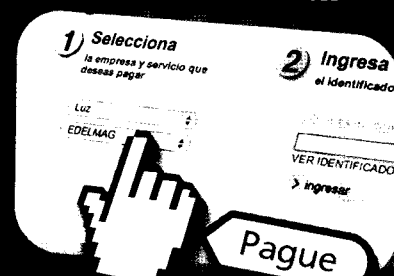 1) Selecciona
la empresa y servicio que
deseas pagar
Luz
EDELMAG
2) Ingresa
el identificado
VER IDENTIFICADO
> ingresar
Pague